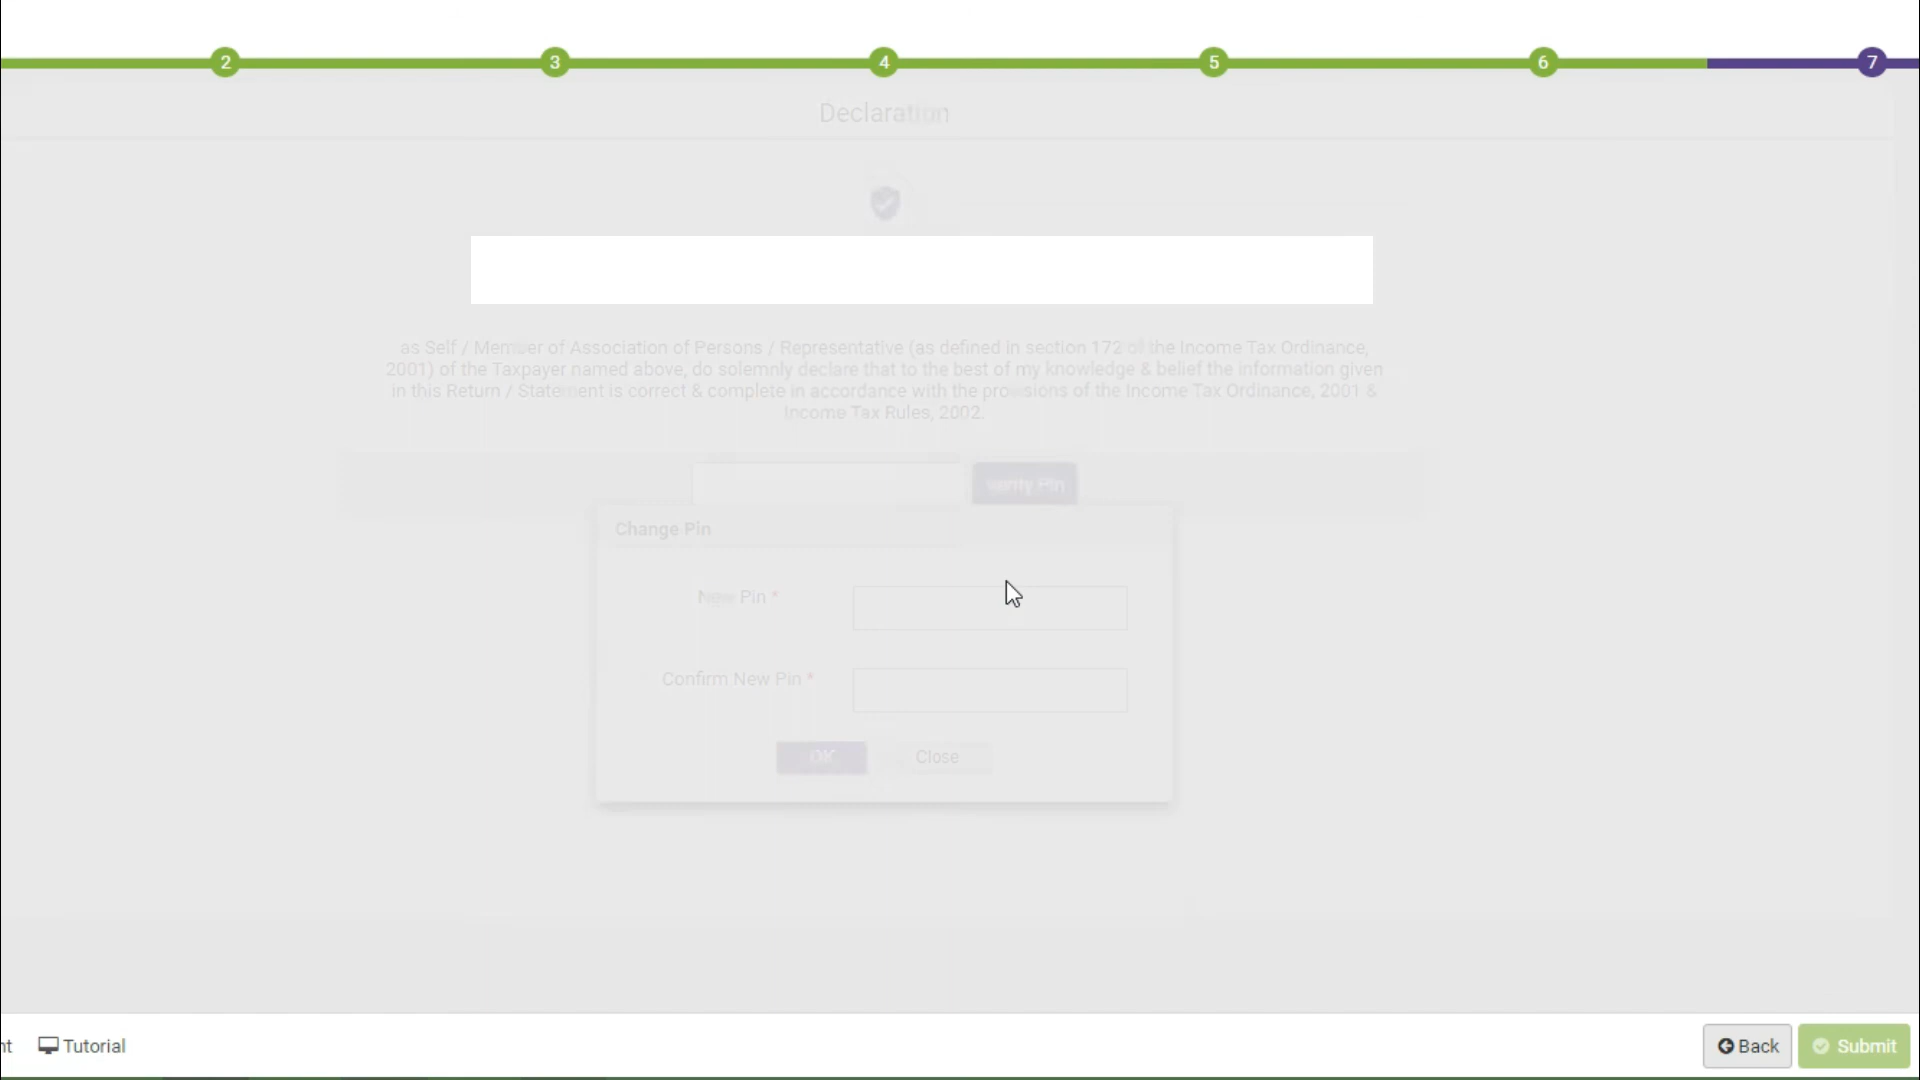 2 3 4 5 6 7
Declaration
as Self / Member of Association of Persons / Representative (as defined in section 172 of the Income Tax Ordinance,
2001) of the Taxpayer named above, do solemnly declare that to the best of my knowledge & belief the information given
in this Return / Statement is correct & complete in accordance with the provisions of the Income Tax Ordinance, 2001 &
Income Tax Rules, 2002.
Verify Pin
Change Pin
New Pin *
Confirm New Pin *
OK Close
nt Tutorial Back Submit